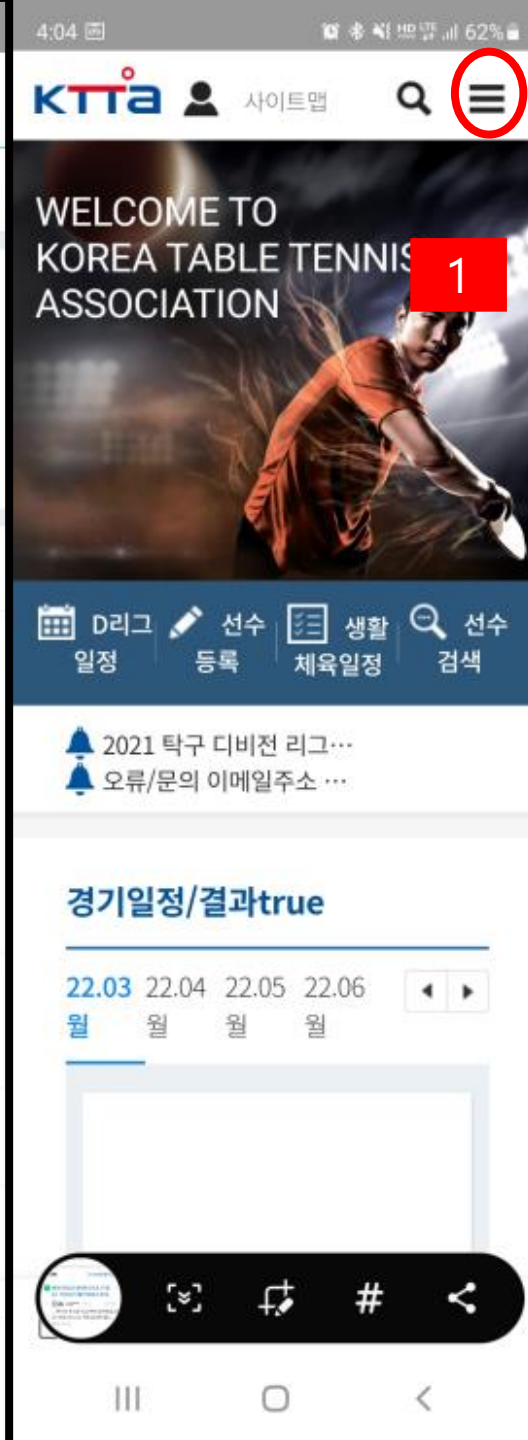 4:04 62%
KTTa 사이트맵
WELCOME TO
KOREA TABLE TENNIS
ASSOCIATION
1
D리그 선수 생활 선수
일정 등록 체육일정 검색
2021 탁구 디비전 리그…
오류/문의 이메일주소 …
경기일정/결과true
22.03 22.04 22.05 22.06
월 월 월 월
#